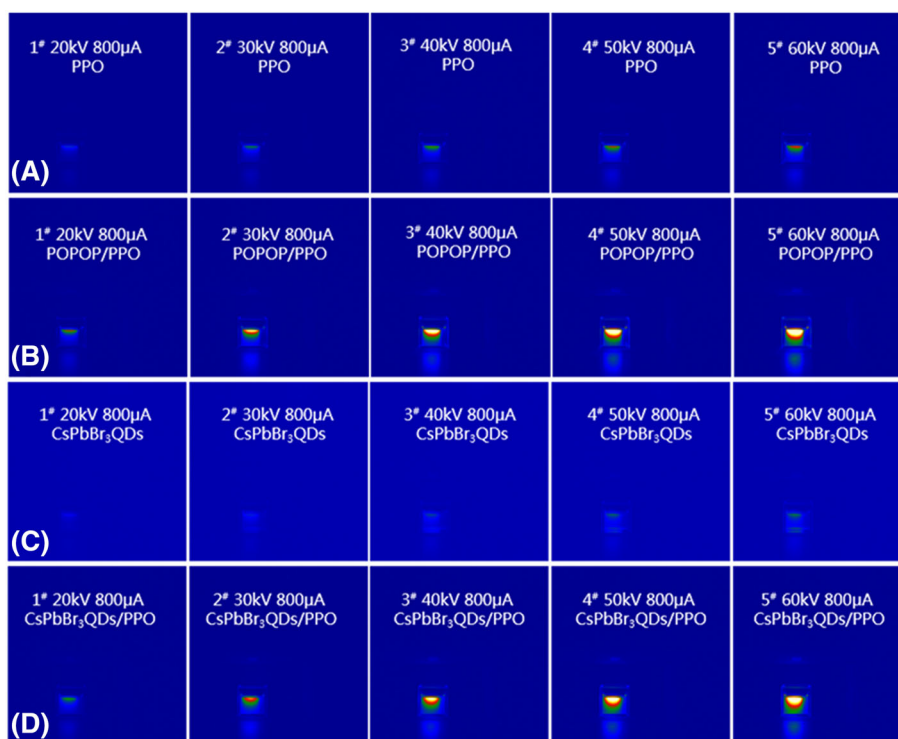 1# 20kV 800μA
PPO
2# 30kV 800μA
PPO
3# 40kV 800μA
PPO
4# 50kV 800μA
PPO
5# 60kV 800μA
PPO
(A)
1# 20kV 800μA
POPOP/PPO
2# 30kV 800μA
POPOP/PPO
3# 40kV 800μA
POPOP/PPO
4# 50kV 800μA
POPOP/PPO
5# 60kV 800μA
POPOP/PPO
(B)
1# 20kV 800μA
CsPbBr₃QDs
2# 30kV 800μA
CsPbBr₃QDs
3# 40kV 800μA
CsPbBr₃QDs
4# 50kV 800μA
CsPbBr₃QDs
5# 60kV 800μA
CsPbBr₃QDs
(C)
1# 20kV 800μA
CsPbBr₃QDs/PPO
2# 30kV 800μA
CsPbBr₃QDs/PPO
3# 40kV 800μA
CsPbBr₃QDs/PPO
4# 50kV 800μA
CsPbBr₃QDs/PPO
5# 60kV 800μA
CsPbBr₃QDs/PPO
(D)